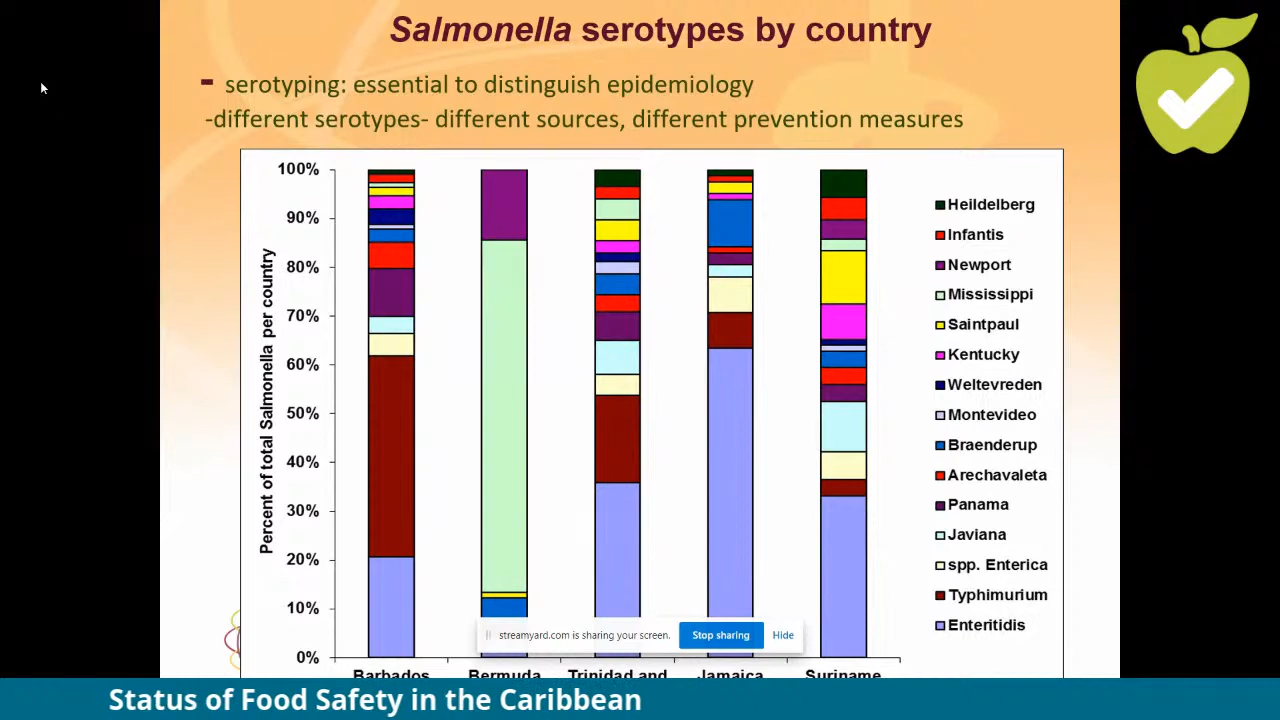 Salmonella serotypes by country
- serotyping: essential to distinguish epidemiology
-different serotypes- different sources, different prevention measures
Percent of total Salmonella per country
100%
90%
80%
70%
60%
50%
40%
30%
20%
10%
0%
Heildelberg
Infantis
Newport
Mississippi
Saintpaul
Kentucky
Weltevreden
Montevideo
Braenderup
Arechavaleta
Panama
Javiana
spp. Enterica
Typhimurium
Enteritidis
streamyard.com is sharing your screen. Stop sharing Hide
Barbados Bermuda Trinidad and Jamaica Suriname
Status of Food Safety in the Caribbean